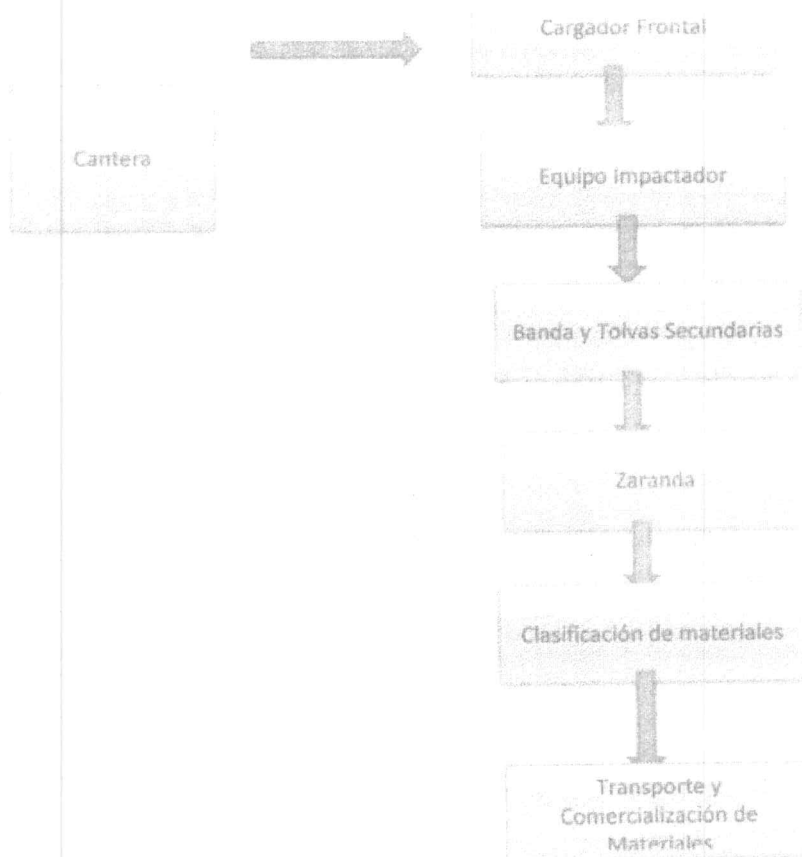 Cargador Frontal
Cantera
Equipo impactador
Banda y Tolvas Secundarias
Zaranda
Clasificación de materiales
Transporte y
Comercialización de
Materiales